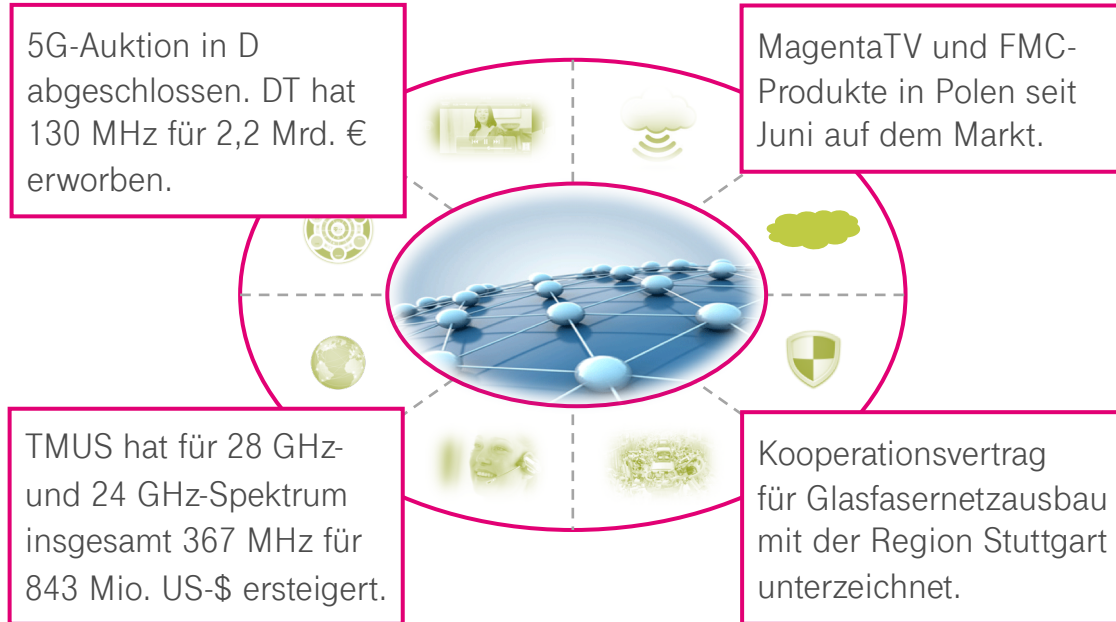 5G-Auktion in D
abgeschlossen. DT hat
130 MHz für 2,2 Mrd. €
erworben.
MagentaTV und FMC-
Produkte in Polen seit
Juni auf dem Markt.
TMUS hat für 28 GHz-
und 24 GHz-Spektrum
insgesamt 367 MHz für
843 Mio. US-$ ersteigert.
Kooperationsvertrag
für Glasfasernetzausbau
mit der Region Stuttgart
unterzeichnet.